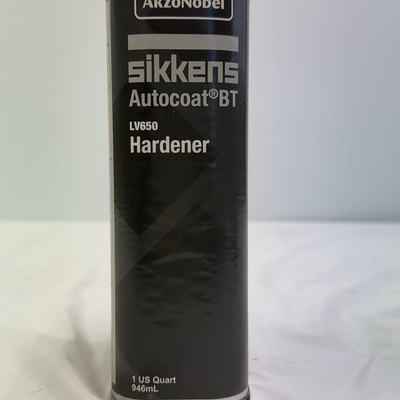 AkzoNobel
sikkens
Autocoat®BT
LV650
Hardener
1 US Quart
946mL